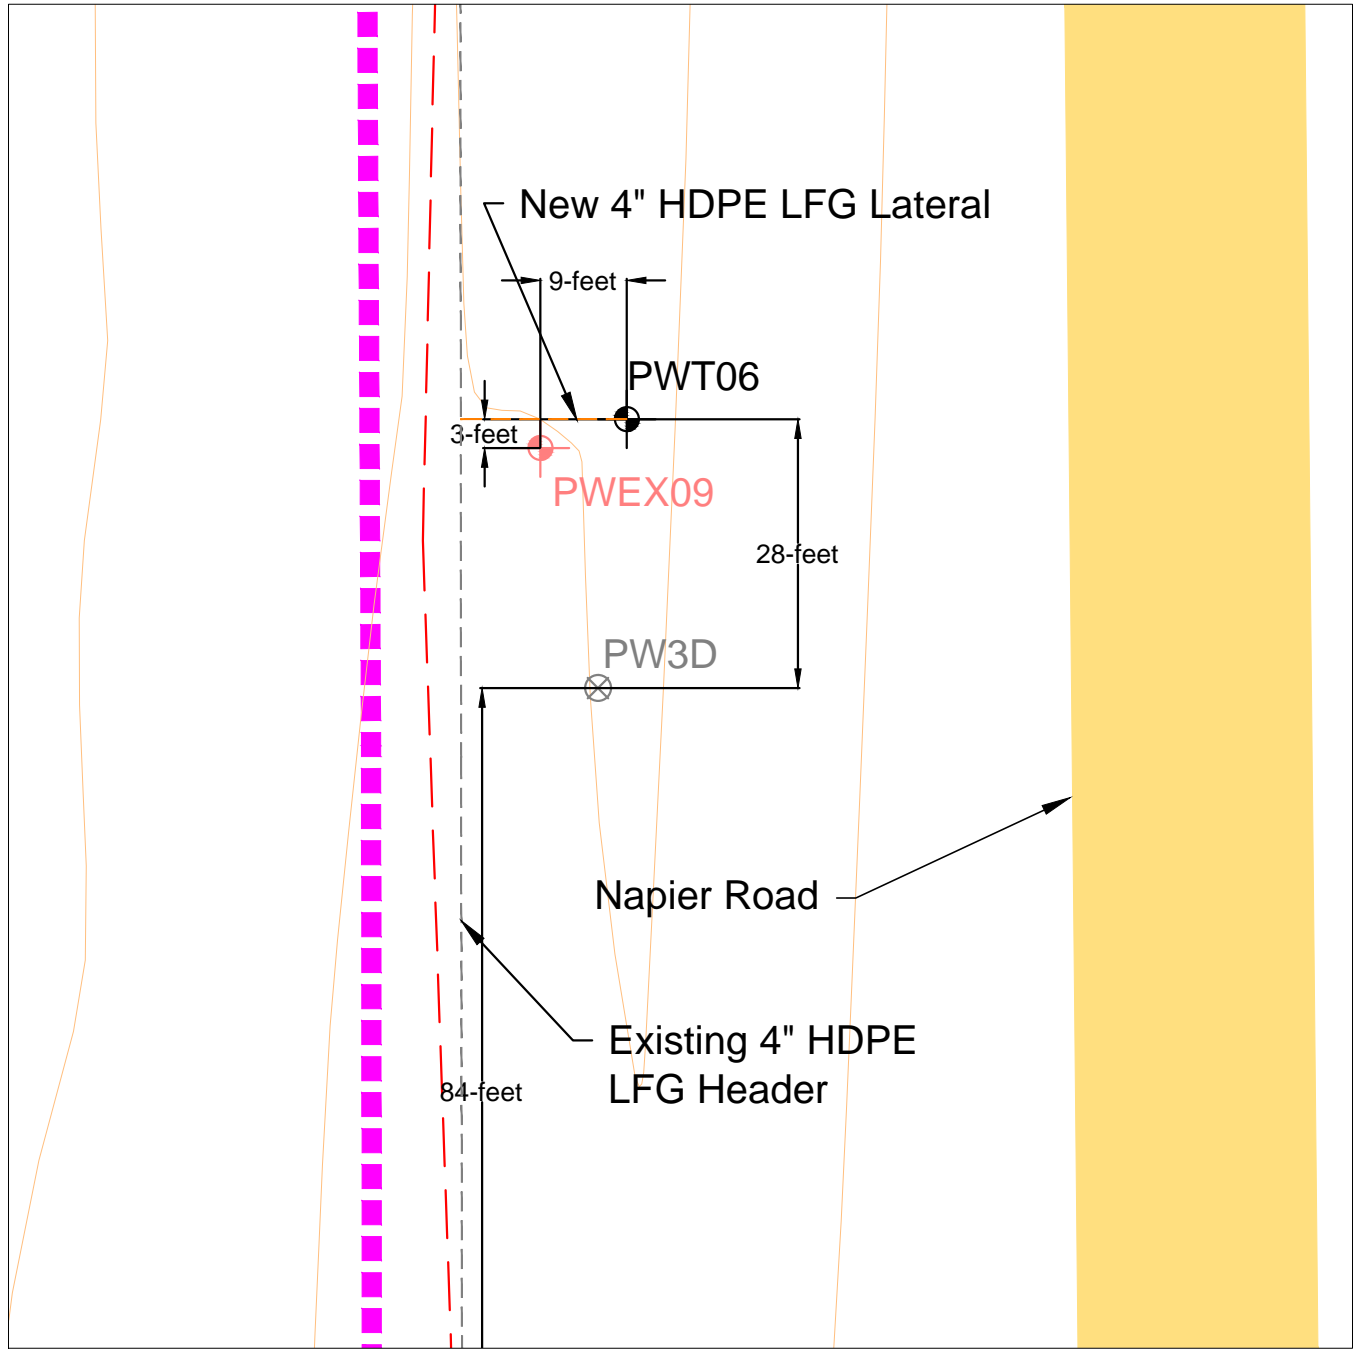 New 4" HDPE LFG Lateral
9-feet
PWT06
3-feet
PWEX09
28-feet
PW3D
Napier Road
Existing 4" HDPE
LFG Header
84-feet